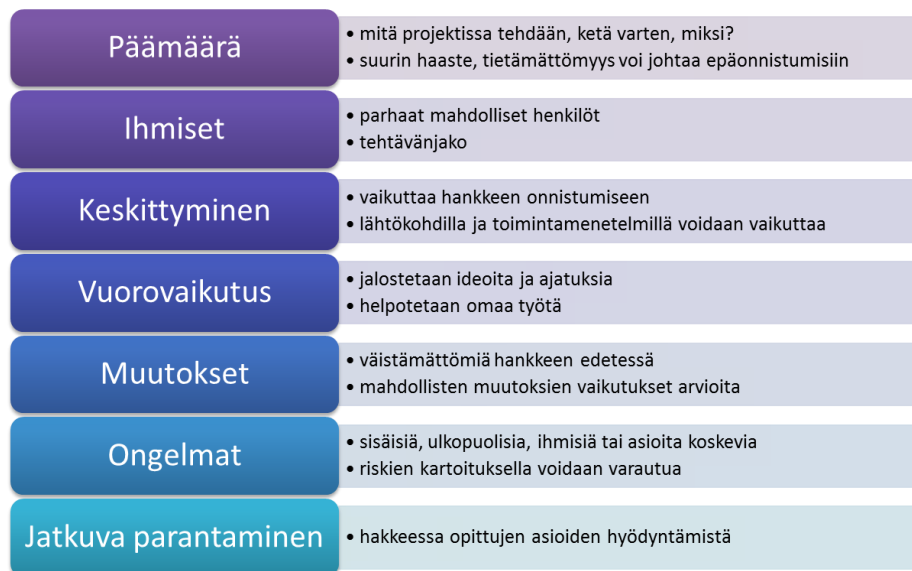 Päämäärä
• mitä projektissa tehdään, ketä varten, miksi?
• suurin haaste, tietämättömyys voi johtaa epäonnistumisiin
Ihmiset
• parhaat mahdolliset henkilöt
• tehtävänjako
Keskittyminen
• vaikuttaa hankkeen onnistumiseen
• lähtökohdilla ja toimintamenetelmillä voidaan vaikuttaa
Vuorovaikutus
• jalostetaan ideoita ja ajatuksia
• helpotetaan omaa työtä
Muutokset
• väistämättömiä hankkeen edetessä
• mahdollisten muutoksien vaikutukset arvioita
Ongelmat
• sisäisiä, ulkopuolisia, ihmisiä tai asioita koskevia
• riskien kartoituksella voidaan varautua
Jatkuva parantaminen
• hakkeessa opittujen asioiden hyödyntämistä